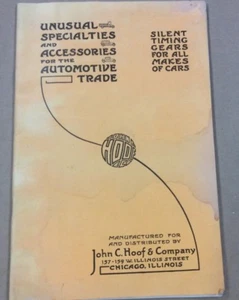 UNUSUAL
SPECIALTIES
AND
ACCESSORIES
FOR THE
AUTOMOTIVE
TRADE
SILENT
TIMING
GEARS
FOR ALL
MAKES
OF CARS
MANUFACTURED FOR
AND DISTRIBUTED BY
John C. Hoof & Company
157-159 W. ILLINOIS STREET
CHICAGO, ILLINOIS